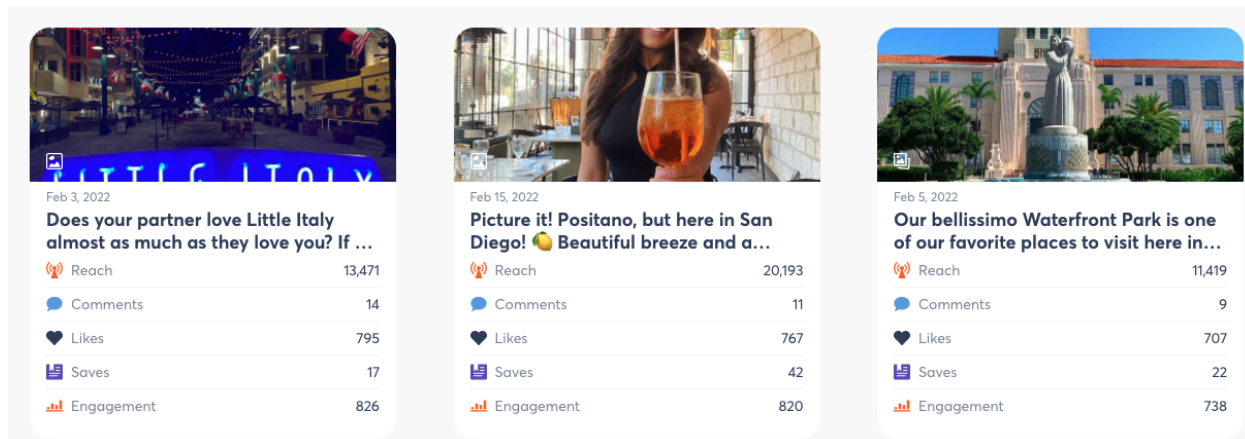 LITTLE ITALY
Feb 3, 2022
Does your partner love Little Italy
almost as much as they love you? If ...
Reach 13,471
Comments 14
Likes 795
Saves 17
Engagement 826
Feb 15, 2022
Picture it! Positano, but here in San
Diego! 🍋 Beautiful breeze and a...
Reach 20,193
Comments 11
Likes 767
Saves 42
Engagement 820
Feb 5, 2022
Our bellissimo Waterfront Park is one
of our favorite places to visit here in...
Reach 11,419
Comments 9
Likes 707
Saves 22
Engagement 738